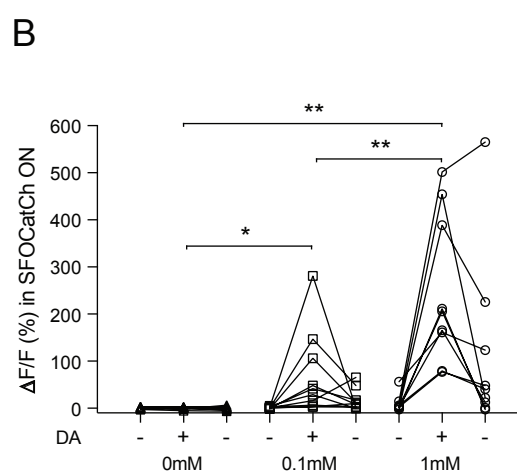 B
ΔF/F (%) in SFOCatCh ON
600
500
400
300
200
100
0
**
**
*
DA - + - - + - - + -
0mM 0.1mM 1mM